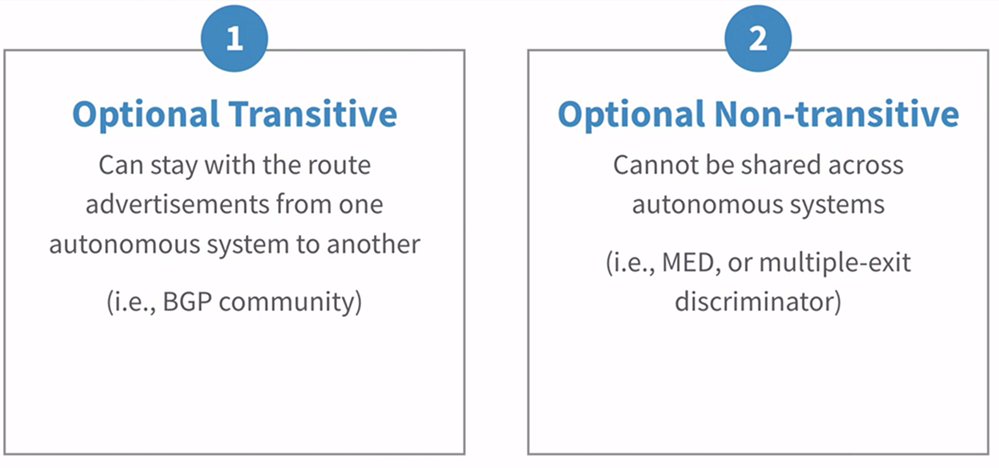 1
Optional Transitive
Can stay with the route
advertisements from one
autonomous system to another
(i.e., BGP community)
2
Optional Non-transitive
Cannot be shared across
autonomous systems
(i.e., MED, or multiple-exit
discriminator)